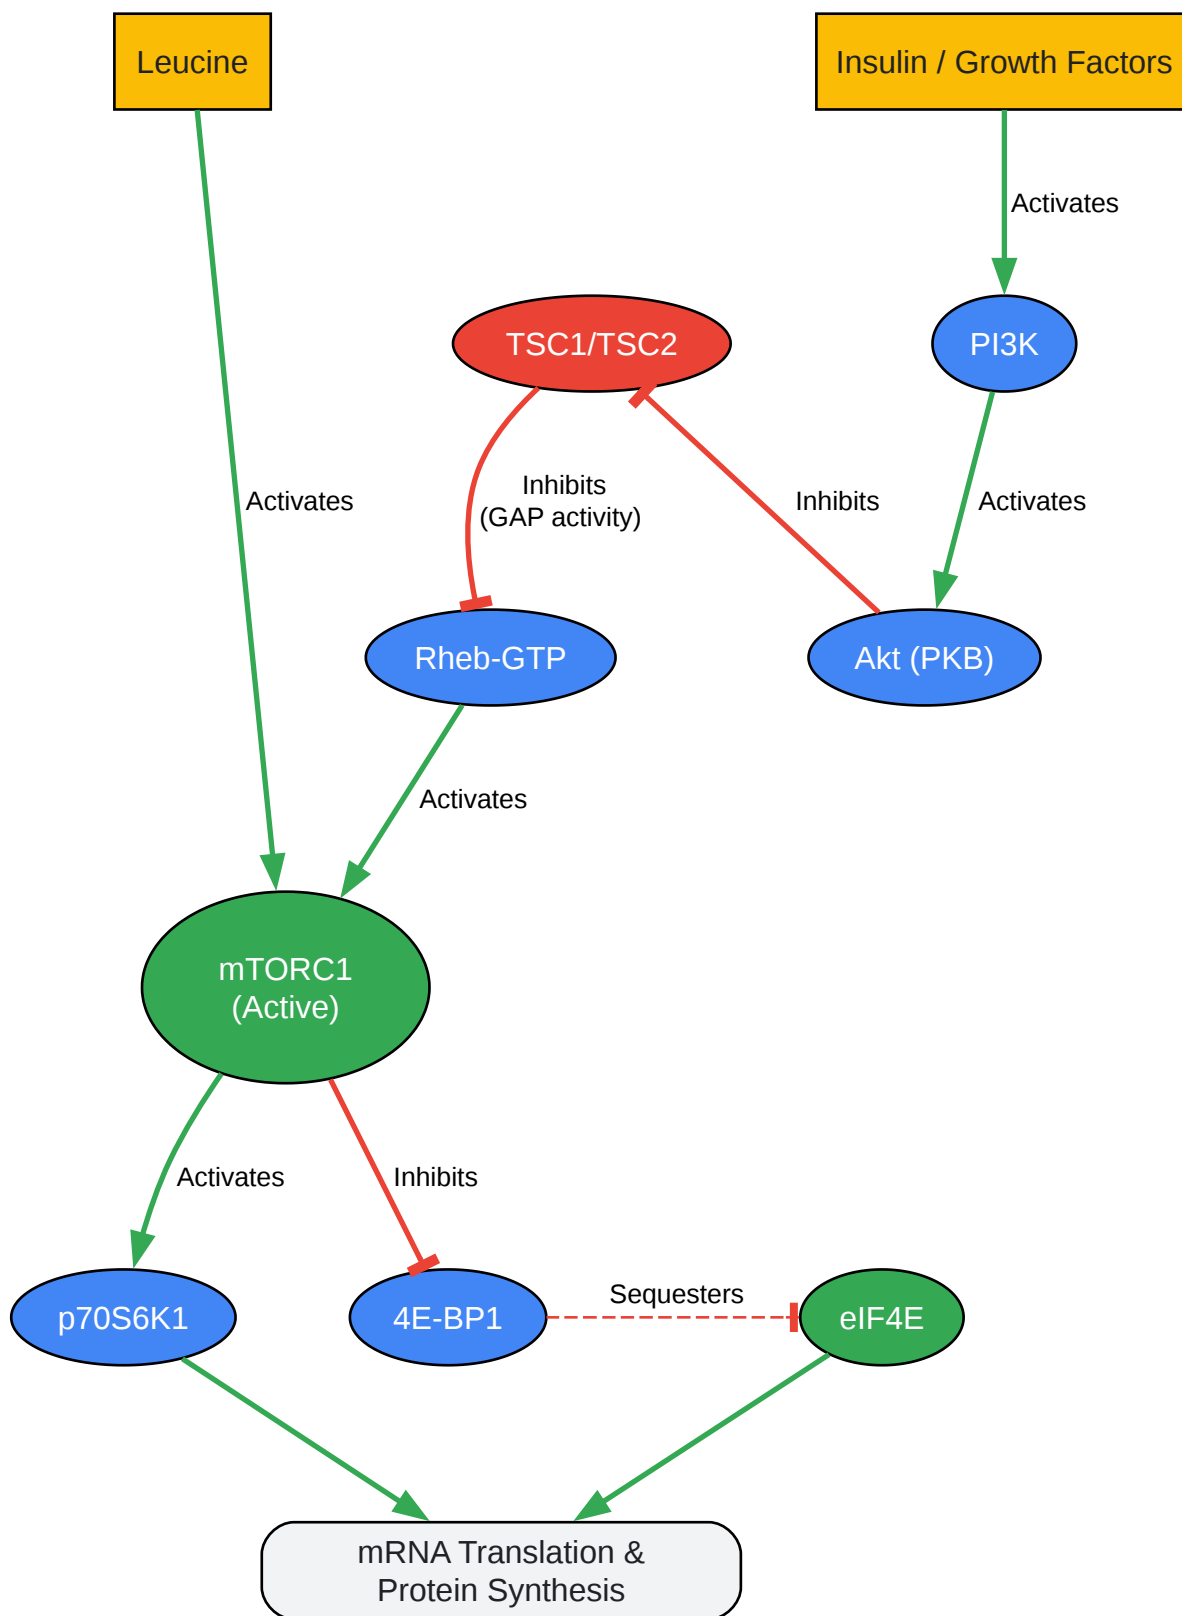 Leucine
Insulin / Growth Factors
Activates
TSC1/TSC2
PI3K
Activates
Inhibits
(GAP activity)
Inhibits
Activates
Rheb-GTP
Akt (PKB)
Activates
mTORC1
(Active)
Activates
Inhibits
p70S6K1
4E-BP1
Sequesters
eIF4E
mRNA Translation &
Protein Synthesis